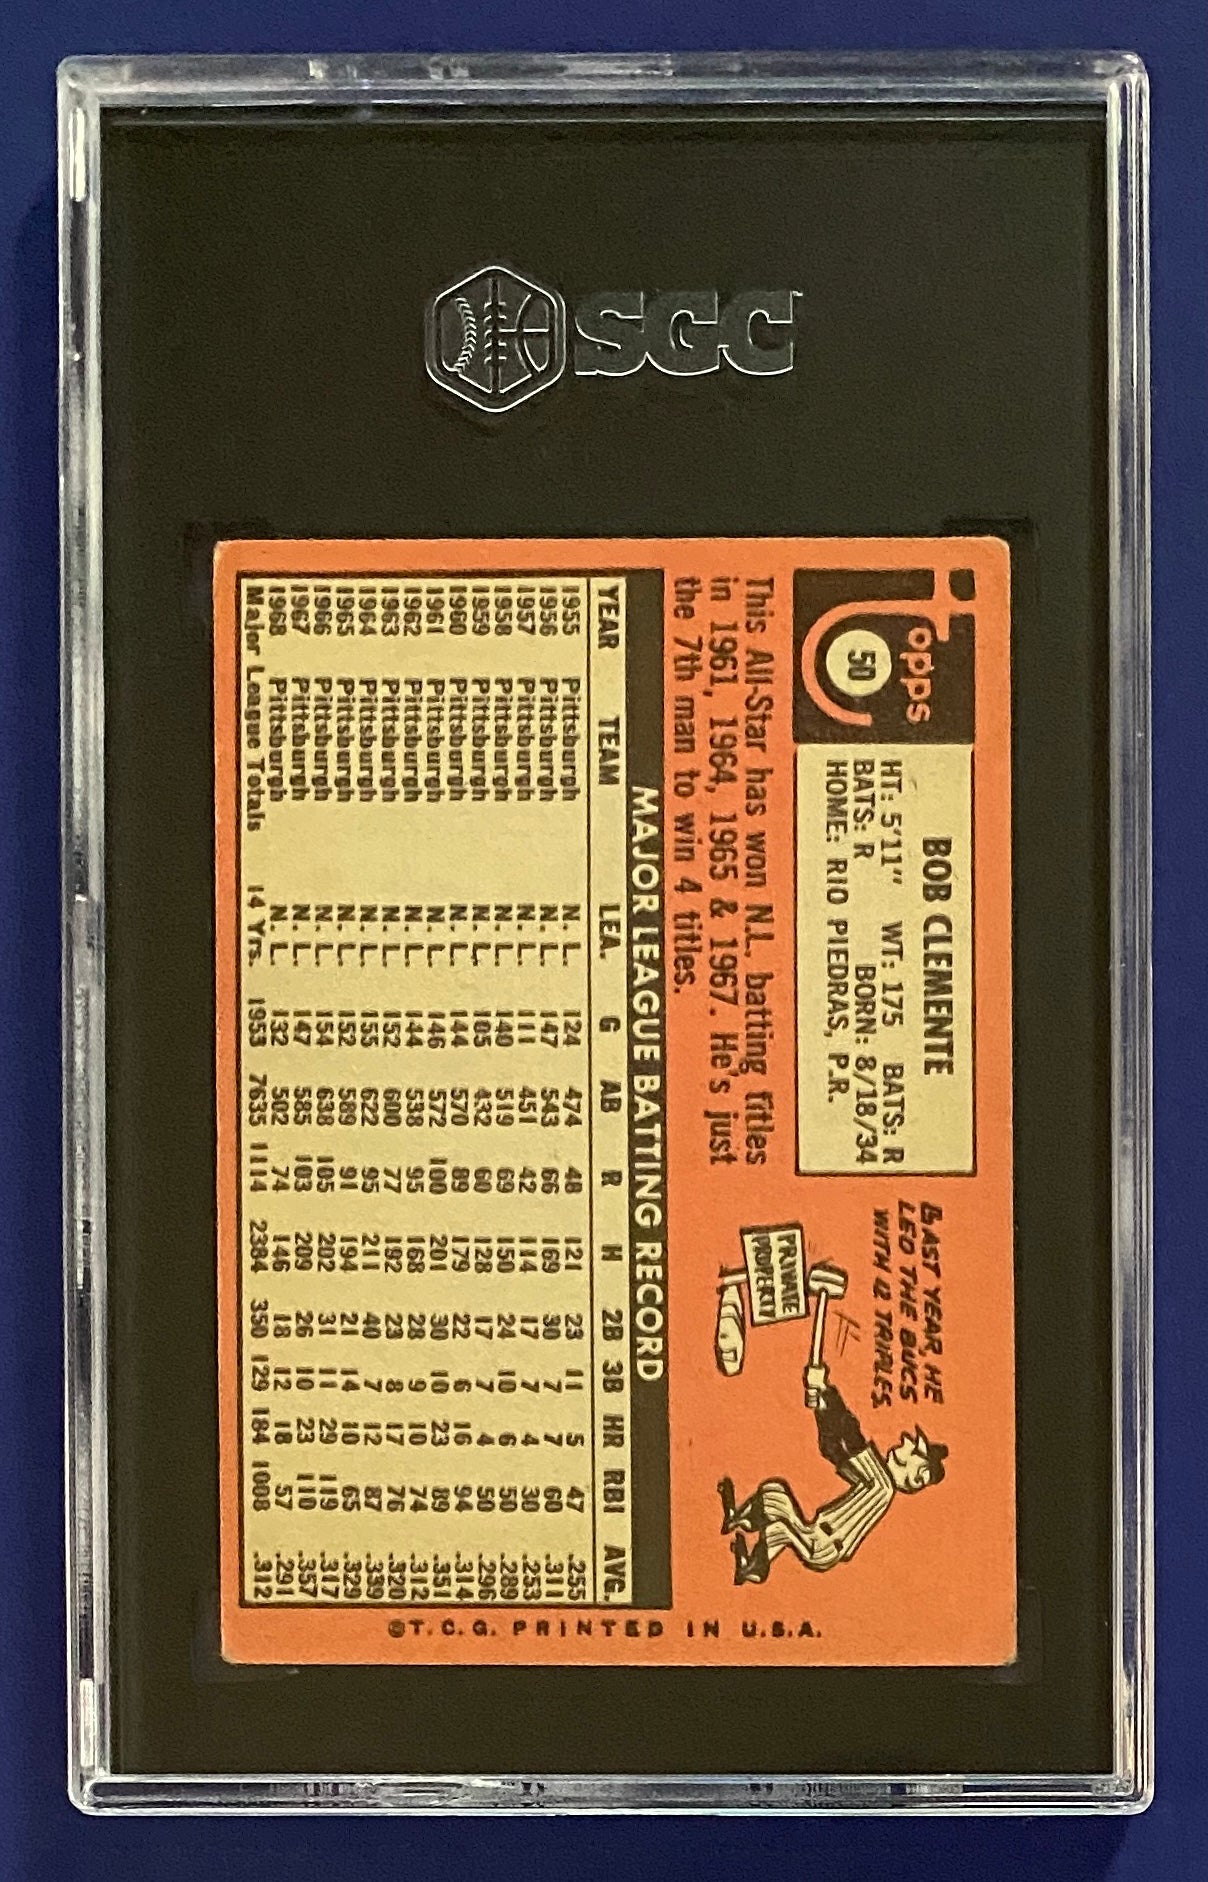 SGC
Topps
50
BOB CLEMENTE
HT: 5'11" WT: 175 BATS: R
BATS: R BORN: 8/18/34
HOME: RIO PIEDRAS, P.R.
This All-Star has won N.L. batting titles
in 1961, 1964, 1965 & 1967. He's just
the 7th man to win 4 titles.
LAST YEAR, HE
LED THE BUCS
WITH 12 TRIPLES.
PRIVATE
PROPERTY
MAJOR LEAGUE BATTING RECORD
YEAR TEAM LEA. G AB R H 2B 3B HR RBI AVG.
1955 Pittsburgh N.L. 124 474 48 121 23 11 5 47 .255
1956 Pittsburgh N.L. 147 543 66 169 30 7 7 60 .311
1957 Pittsburgh N.L. 111 451 42 114 17 7 4 30 .253
1958 Pittsburgh N.L. 140 519 69 150 24 10 6 50 .289
1959 Pittsburgh N.L. 105 432 60 128 17 7 4 50 .296
1960 Pittsburgh N.L. 144 570 89 179 22 6 16 94 .314
1961 Pittsburgh N.L. 146 572 100 201 30 10 23 89 .351
1962 Pittsburgh N.L. 144 538 95 168 28 9 10 74 .312
1963 Pittsburgh N.L. 152 600 77 192 23 8 17 76 .320
1964 Pittsburgh N.L. 155 622 95 211 40 7 12 87 .339
1965 Pittsburgh N.L. 152 589 91 194 21 14 10 65 .329
1966 Pittsburgh N.L. 154 638 105 202 31 11 29 119 .317
1967 Pittsburgh N.L. 147 585 103 209 26 10 23 110 .357
1968 Pittsburgh N.L. 132 502 74 146 18 12 18 57 .291
Major League Totals 14 Yrs. 1953 7635 1114 2384 350 129 184 1008 .312
©T.C.G. PRINTED IN U.S.A.